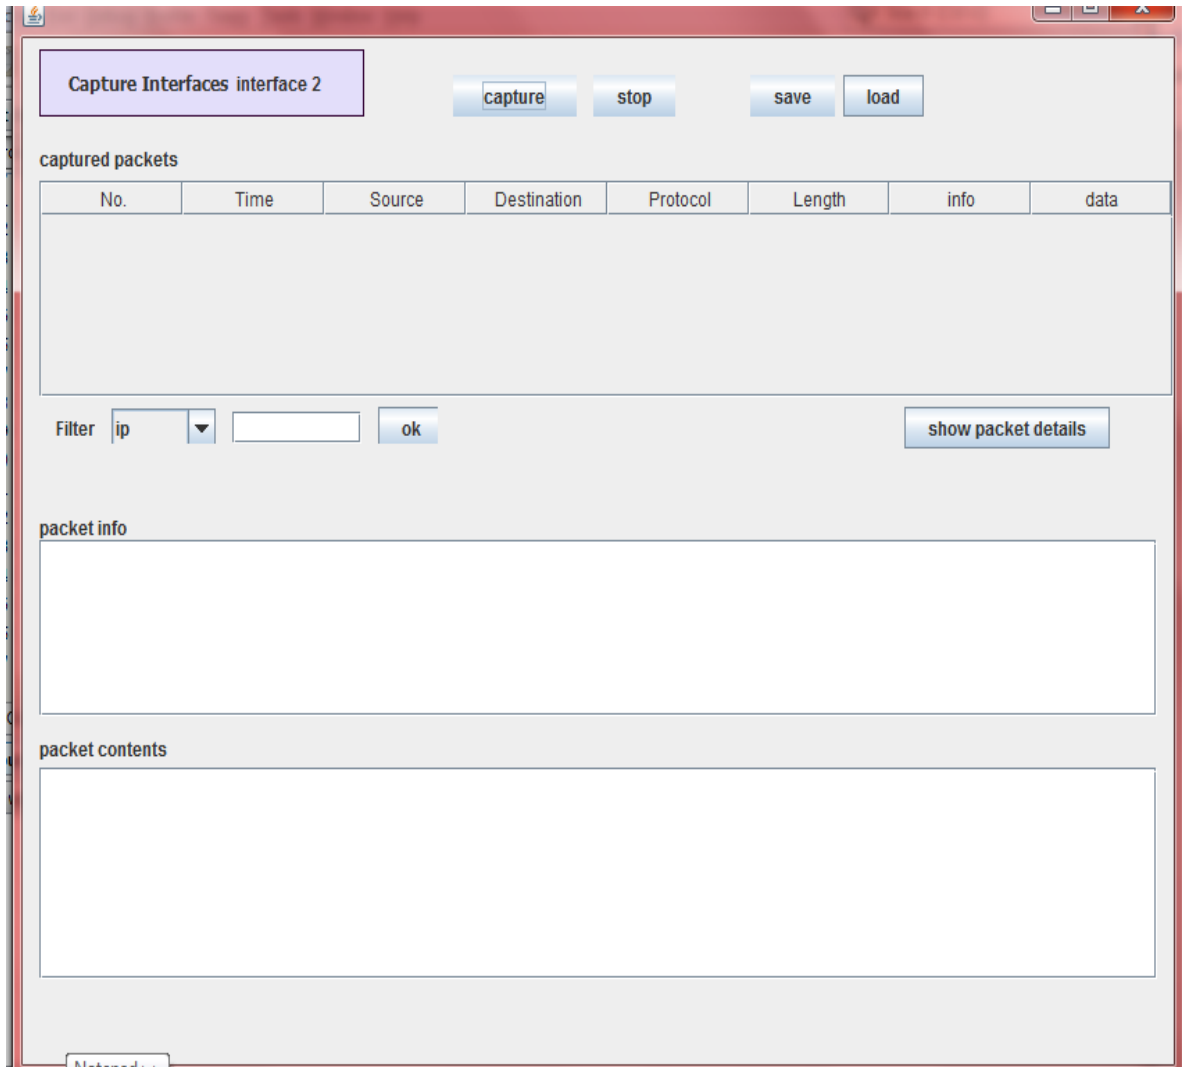 Capture Interfaces interface 2
capture stop save load
captured packets
No. Time Source Destination Protocol Length info data
Filter ip ok show packet details
packet info
packet contents